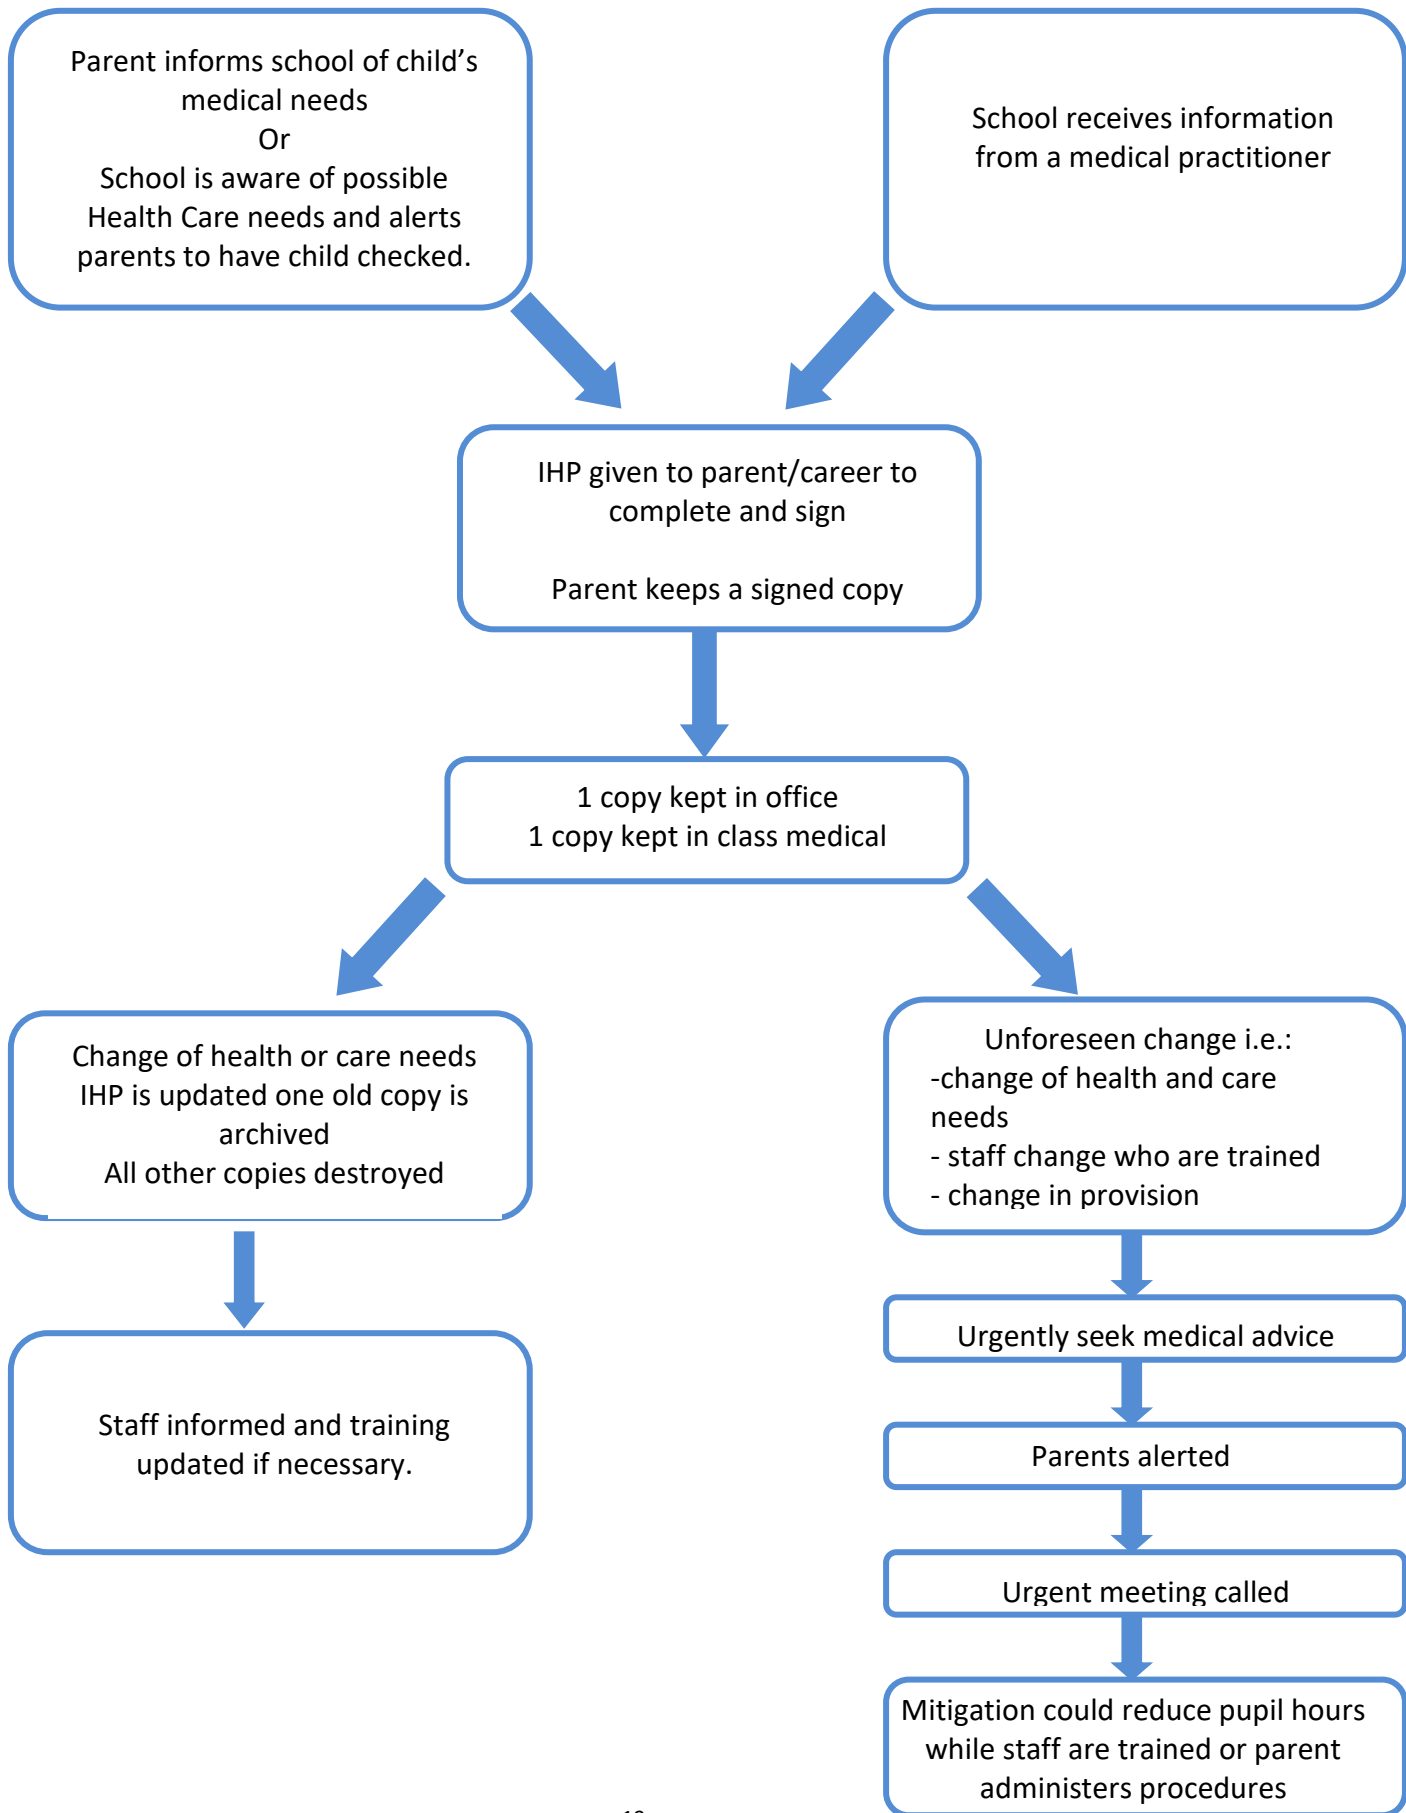 Parent informs school of child’s
medical needs
Or
School is aware of possible
Health Care needs and alerts
parents to have child checked.
School receives information
from a medical practitioner
IHP given to parent/career to
complete and sign
Parent keeps a signed copy
1 copy kept in office
1 copy kept in class medical
Change of health or care needs
IHP is updated one old copy is
archived
All other copies destroyed
Staff informed and training
updated if necessary.
Unforeseen change i.e.:
-change of health and care
needs
- staff change who are trained
- change in provision
Urgently seek medical advice
Parents alerted
Urgent meeting called
Mitigation could reduce pupil hours
while staff are trained or parent
administers procedures